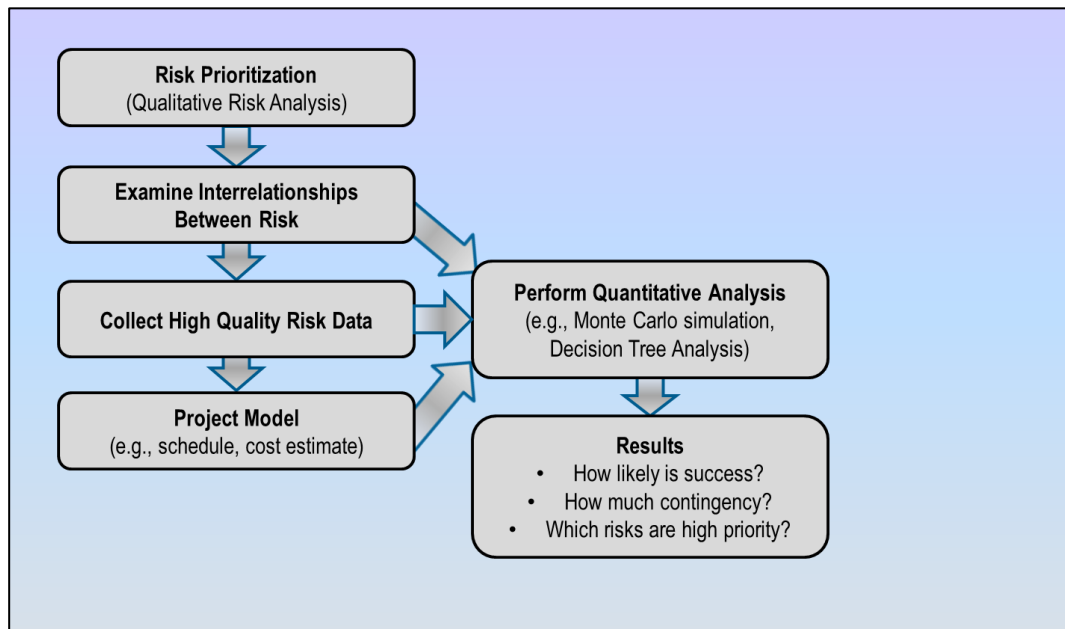 Risk Prioritization
(Qualitative Risk Analysis)
Examine Interrelationships
Between Risk
Collect High Quality Risk Data
Project Model
(e.g., schedule, cost estimate)
Perform Quantitative Analysis
(e.g., Monte Carlo simulation,
Decision Tree Analysis)
Results
• How likely is success?
• How much contingency?
• Which risks are high priority?